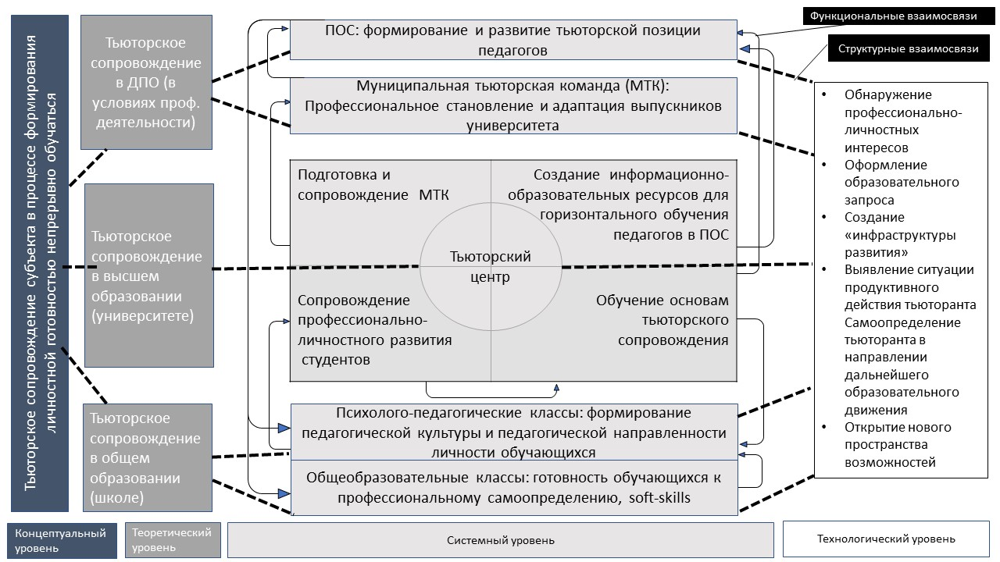 Функциональные взаимосвязи
Структурные взаимосвязи
Тьюторское сопровождение субъекта в процессе формирования
личностной готовностью непрерывно обучаться
Тьюторское
сопровождение
в ДПО (в
условиях проф.
деятельности)
Тьюторское
сопровождение
в высшем
образовании
(университете)
Тьюторское
сопровождение
в общем
образовании
(школе)
ПОС: формирование и развитие тьюторской позиции
педагогов
Муниципальная тьюторская команда (МТК):
Профессиональное становление и адаптация выпускников
университета
Подготовка и
сопровождение МТК
Создание информационно-
образовательных ресурсов для
горизонтального обучения
педагогов в ПОС
Тьюторский
центр
Сопровождение
профессионально-
личностного развития
студентов
Обучение основам
тьюторского
сопровождения
Психолого-педагогические классы: формирование
педагогической культуры и педагогической направленности
личности обучающихся
Общеобразовательные классы: готовность обучающихся к
профессиональному самоопределению, soft-skills
• Обнаружение
профессионально-
личностных
интересов
• Оформление
образовательного
запроса
• Создание
«инфраструктуры
развития»
• Выявление ситуации
продуктивного
действия тьюторанта
Самоопределение
тьюторанта в
направлении
дальнейшего
образовательного
движения
• Открытие нового
пространства
возможностей
Концептуальный
уровень
Теоретический
уровень
Системный уровень
Технологический уровень